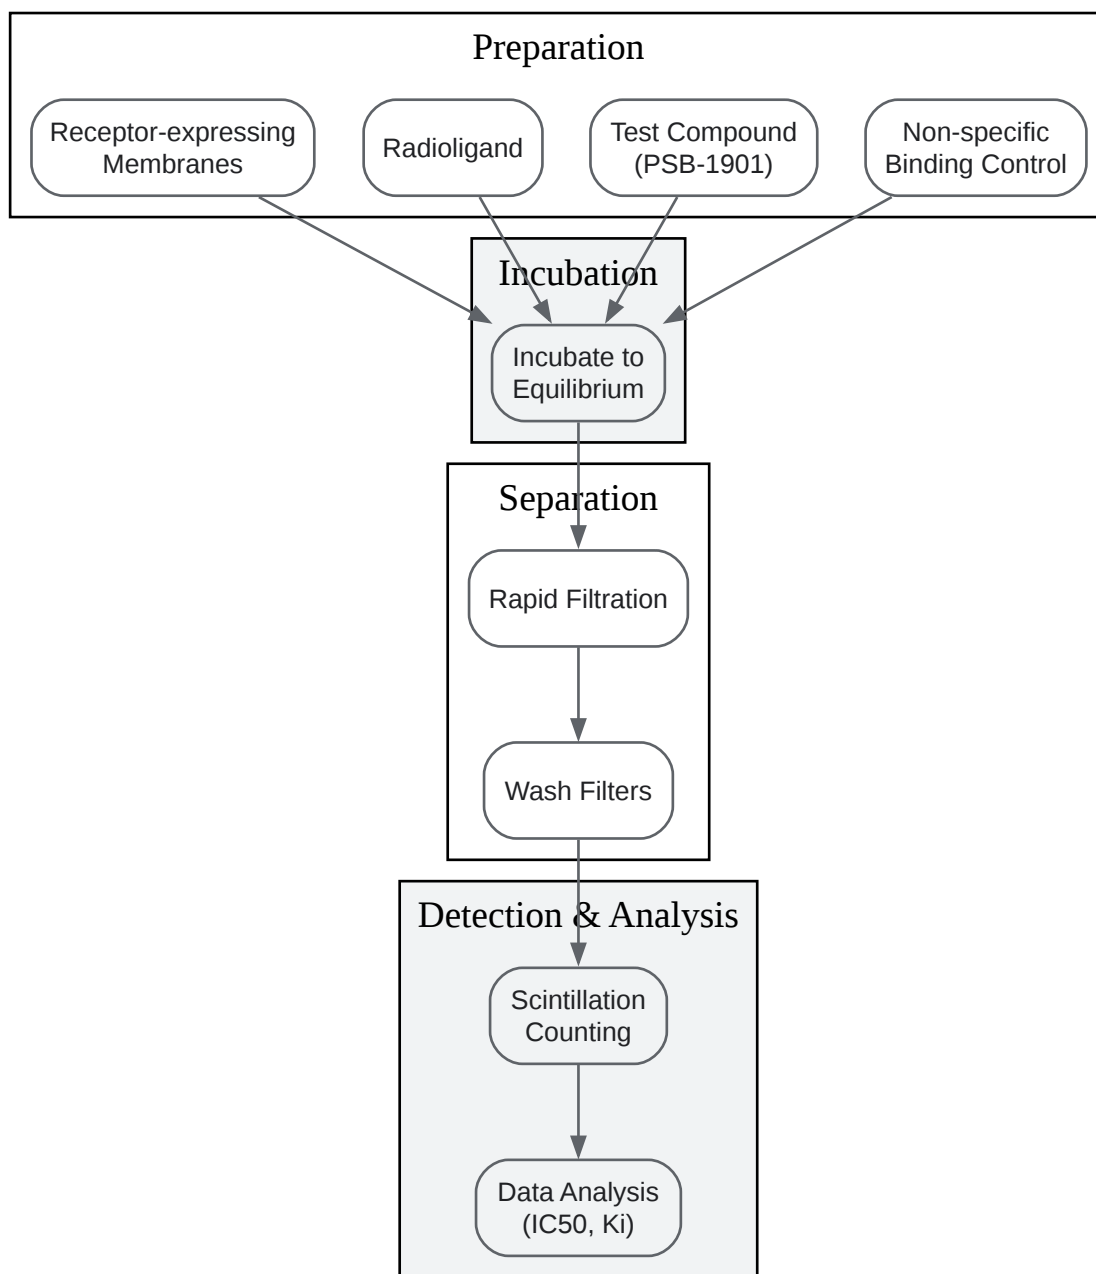 Preparation
Receptor-expressing
Membranes
Radioligand
Test Compound
(PSB-1901)
Non-specific
Binding Control
Incubation
Incubate to
Equilibrium
Separation
Rapid Filtration
Wash Filters
Detection & Analysis
Scintillation
Counting
Data Analysis
(IC50, Ki)